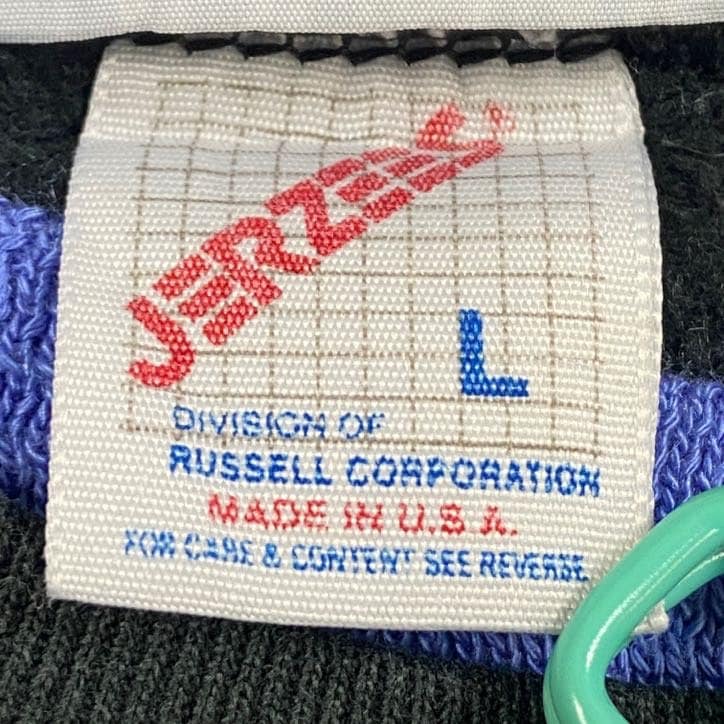 JERZEES®
L
DIVISION OF
RUSSELL CORPORATION
MADE IN U.S.A.
FOR CARE & CONTENT SEE REVERSE